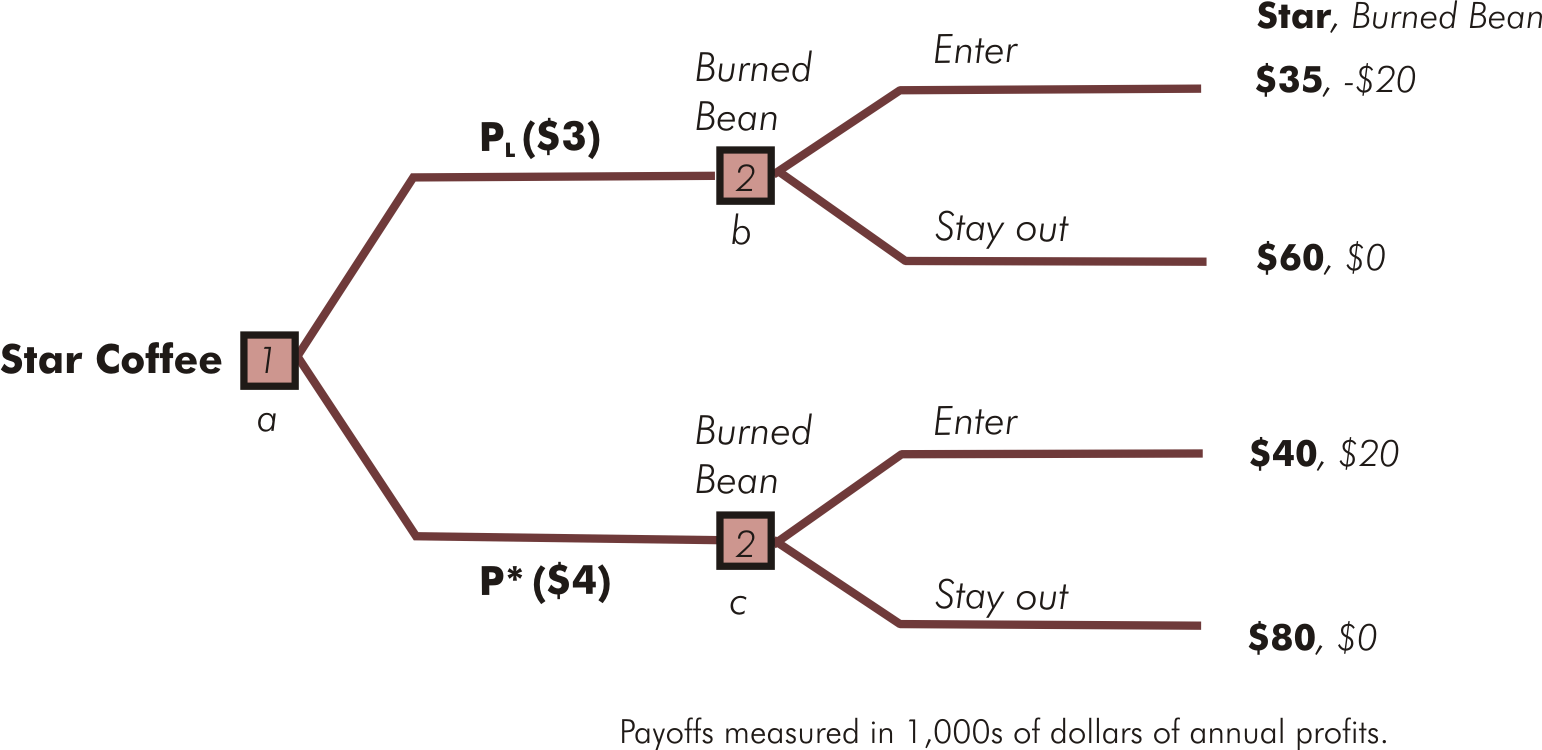 Star, Burned Bean
Enter
$35, -$20
Burned
Bean
P_L ($3)
2
b
Stay out
$60, $0
Star Coffee
1
a
Burned
Bean
Enter
$40, $20
2
c
P* ($4)
Stay out
$80, $0
Payoffs measured in 1,000s of dollars of annual profits.